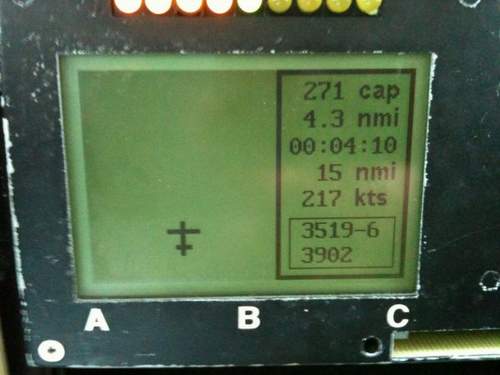 271 cap
4.3 nmi
00:04:10
15 nmi
217 kts
3519-6
3902
A B C